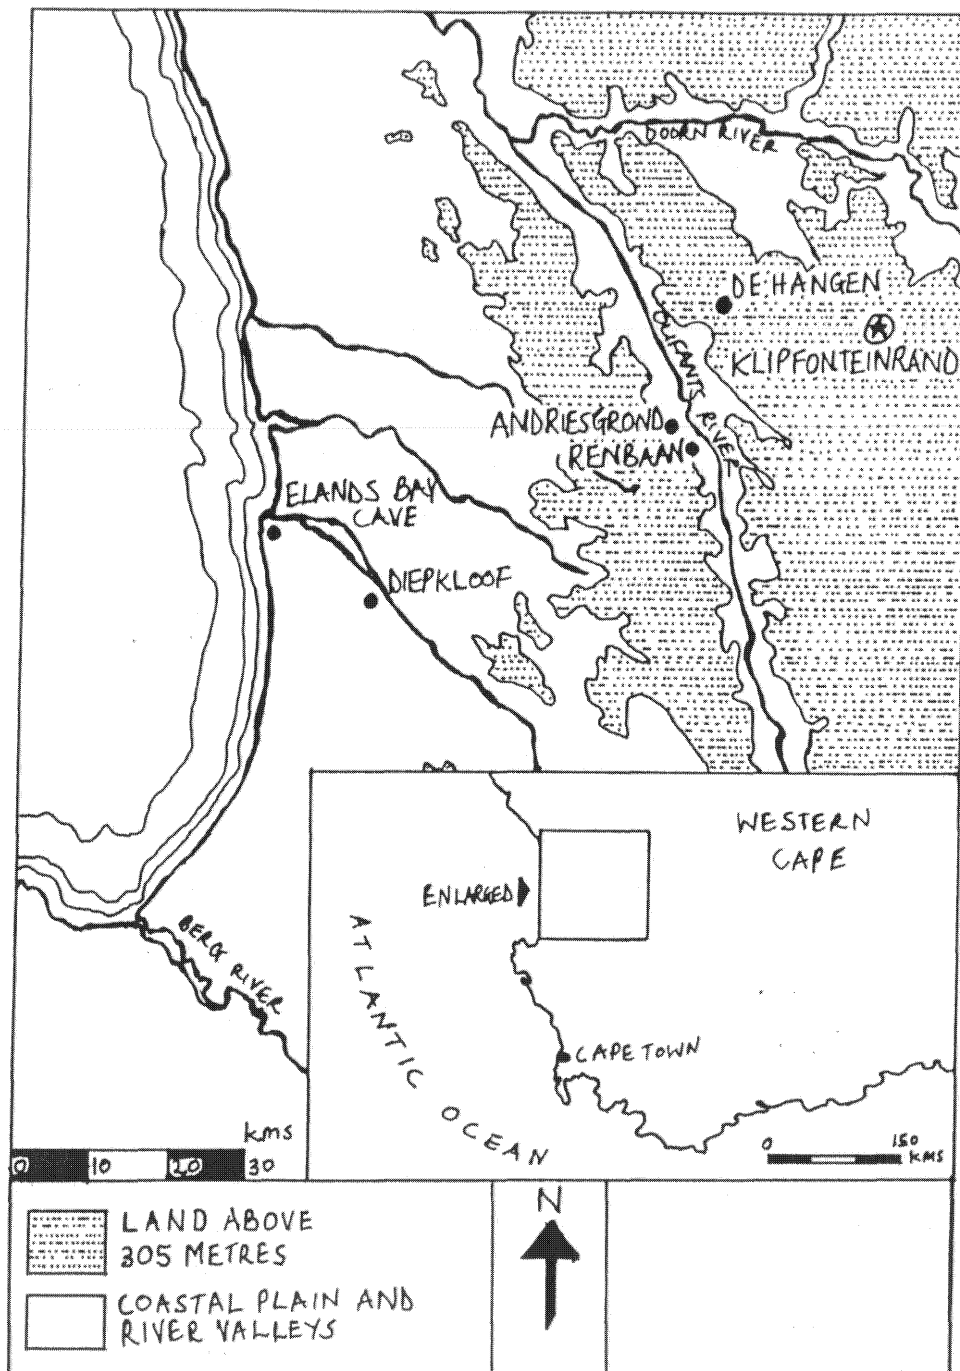 DOORN RIVER
DE HANGEN
KLIPFONTEINRAND
OLIFANTS RIVER
ANDRIESGROND
RENBAAN
ELANDS BAY
CAVE
DIEPKLOOF
BERG RIVER
WESTERN
CAPE
ENLARGED
ATLANTIC OCEAN
CAPE TOWN
kms
0 10 20 30
0 150
KMS
LAND ABOVE
305 METRES
COASTAL PLAIN AND
RIVER VALLEYS
N